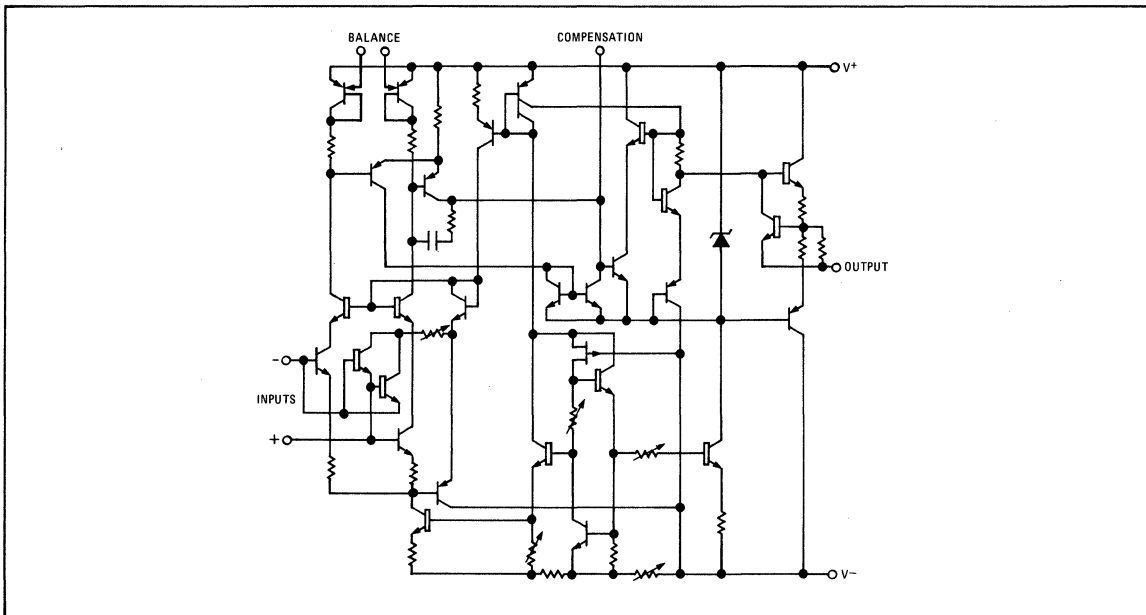 BALANCE
COMPENSATION
V+
OUTPUT
−
INPUTS
+
V−